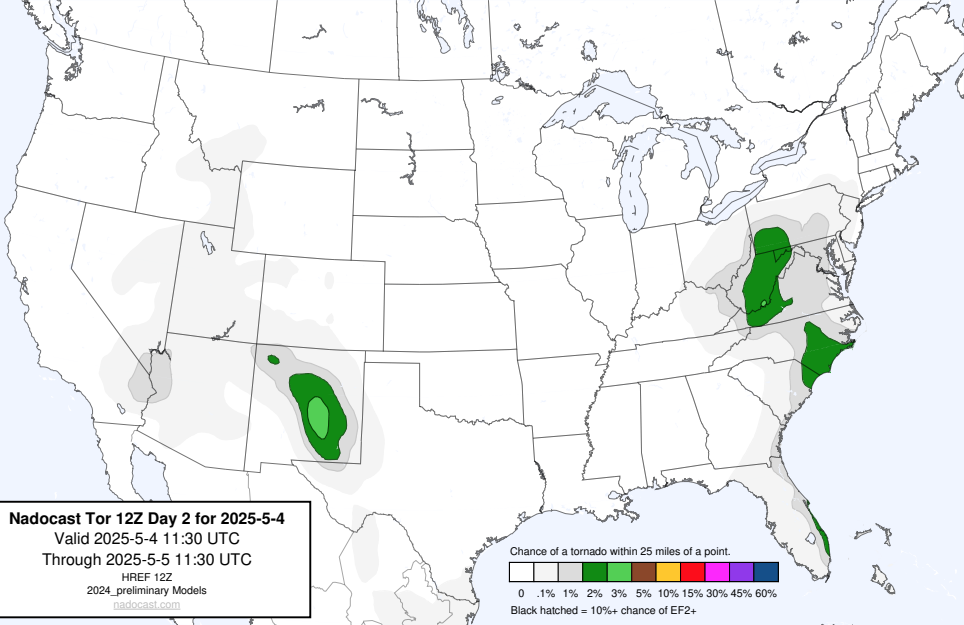 Nadocast Tor 12Z Day 2 for 2025-5-4
Valid 2025-5-4 11:30 UTC
Through 2025-5-5 11:30 UTC
HREF 12Z
2024_preliminary Models
nadocast.com
Chance of a tornado within 25 miles of a point.
0 .1% 1% 2% 3% 5% 10% 15% 30% 45% 60%
Black hatched = 10%+ chance of EF2+